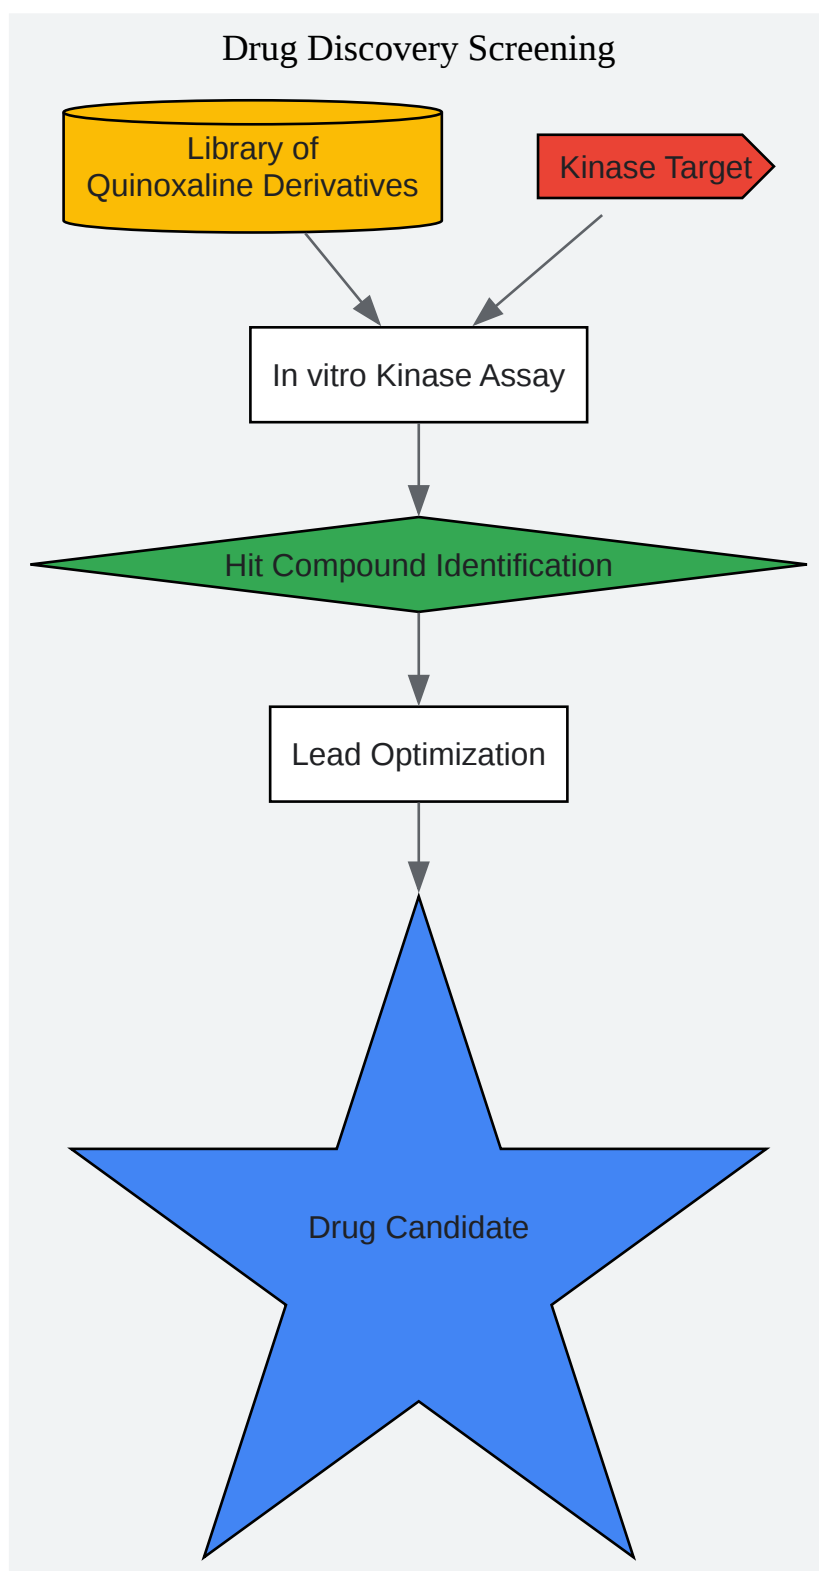 Drug Discovery Screening
Library of
Quinoxaline Derivatives
Kinase Target
In vitro Kinase Assay
Hit Compound Identification
Lead Optimization
Drug Candidate